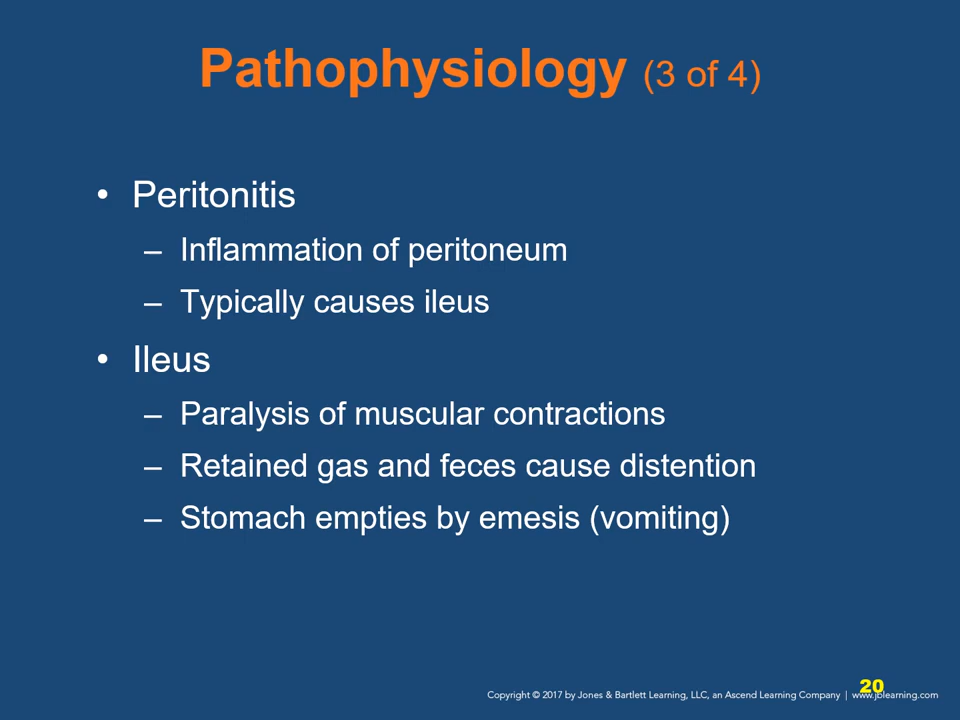 Pathophysiology (3 of 4)
• Peritonitis
– Inflammation of peritoneum
– Typically causes ileus
• Ileus
– Paralysis of muscular contractions
– Retained gas and feces cause distention
– Stomach empties by emesis (vomiting)
20
Copyright © 2017 by Jones & Bartlett Learning, LLC, an Ascend Learning Company | www.jblearning.com